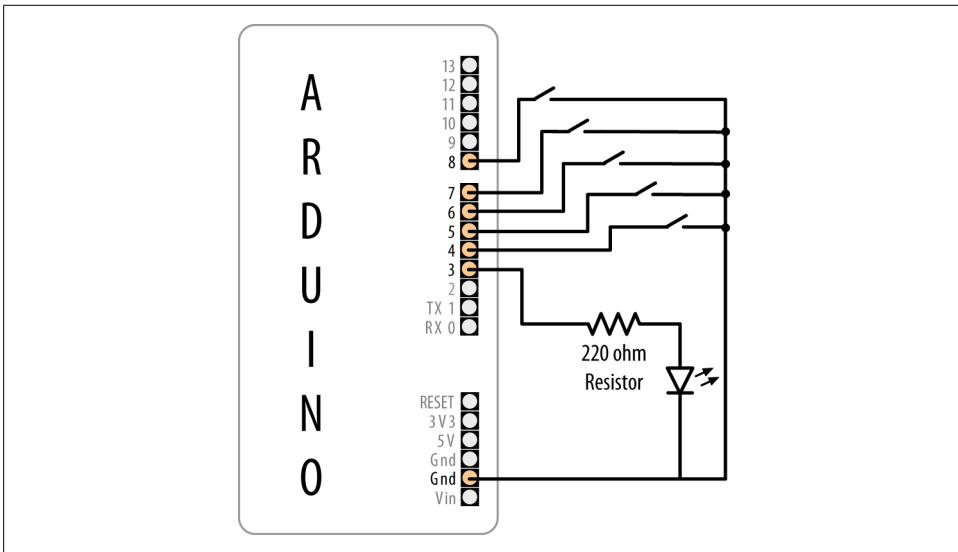 ARDUINO
13
12
11
10
9
8
7
6
5
4
3
2
TX 1
RX 0
220 ohm
Resistor
RESET
3V3
5V
Gnd
Gnd
Vin